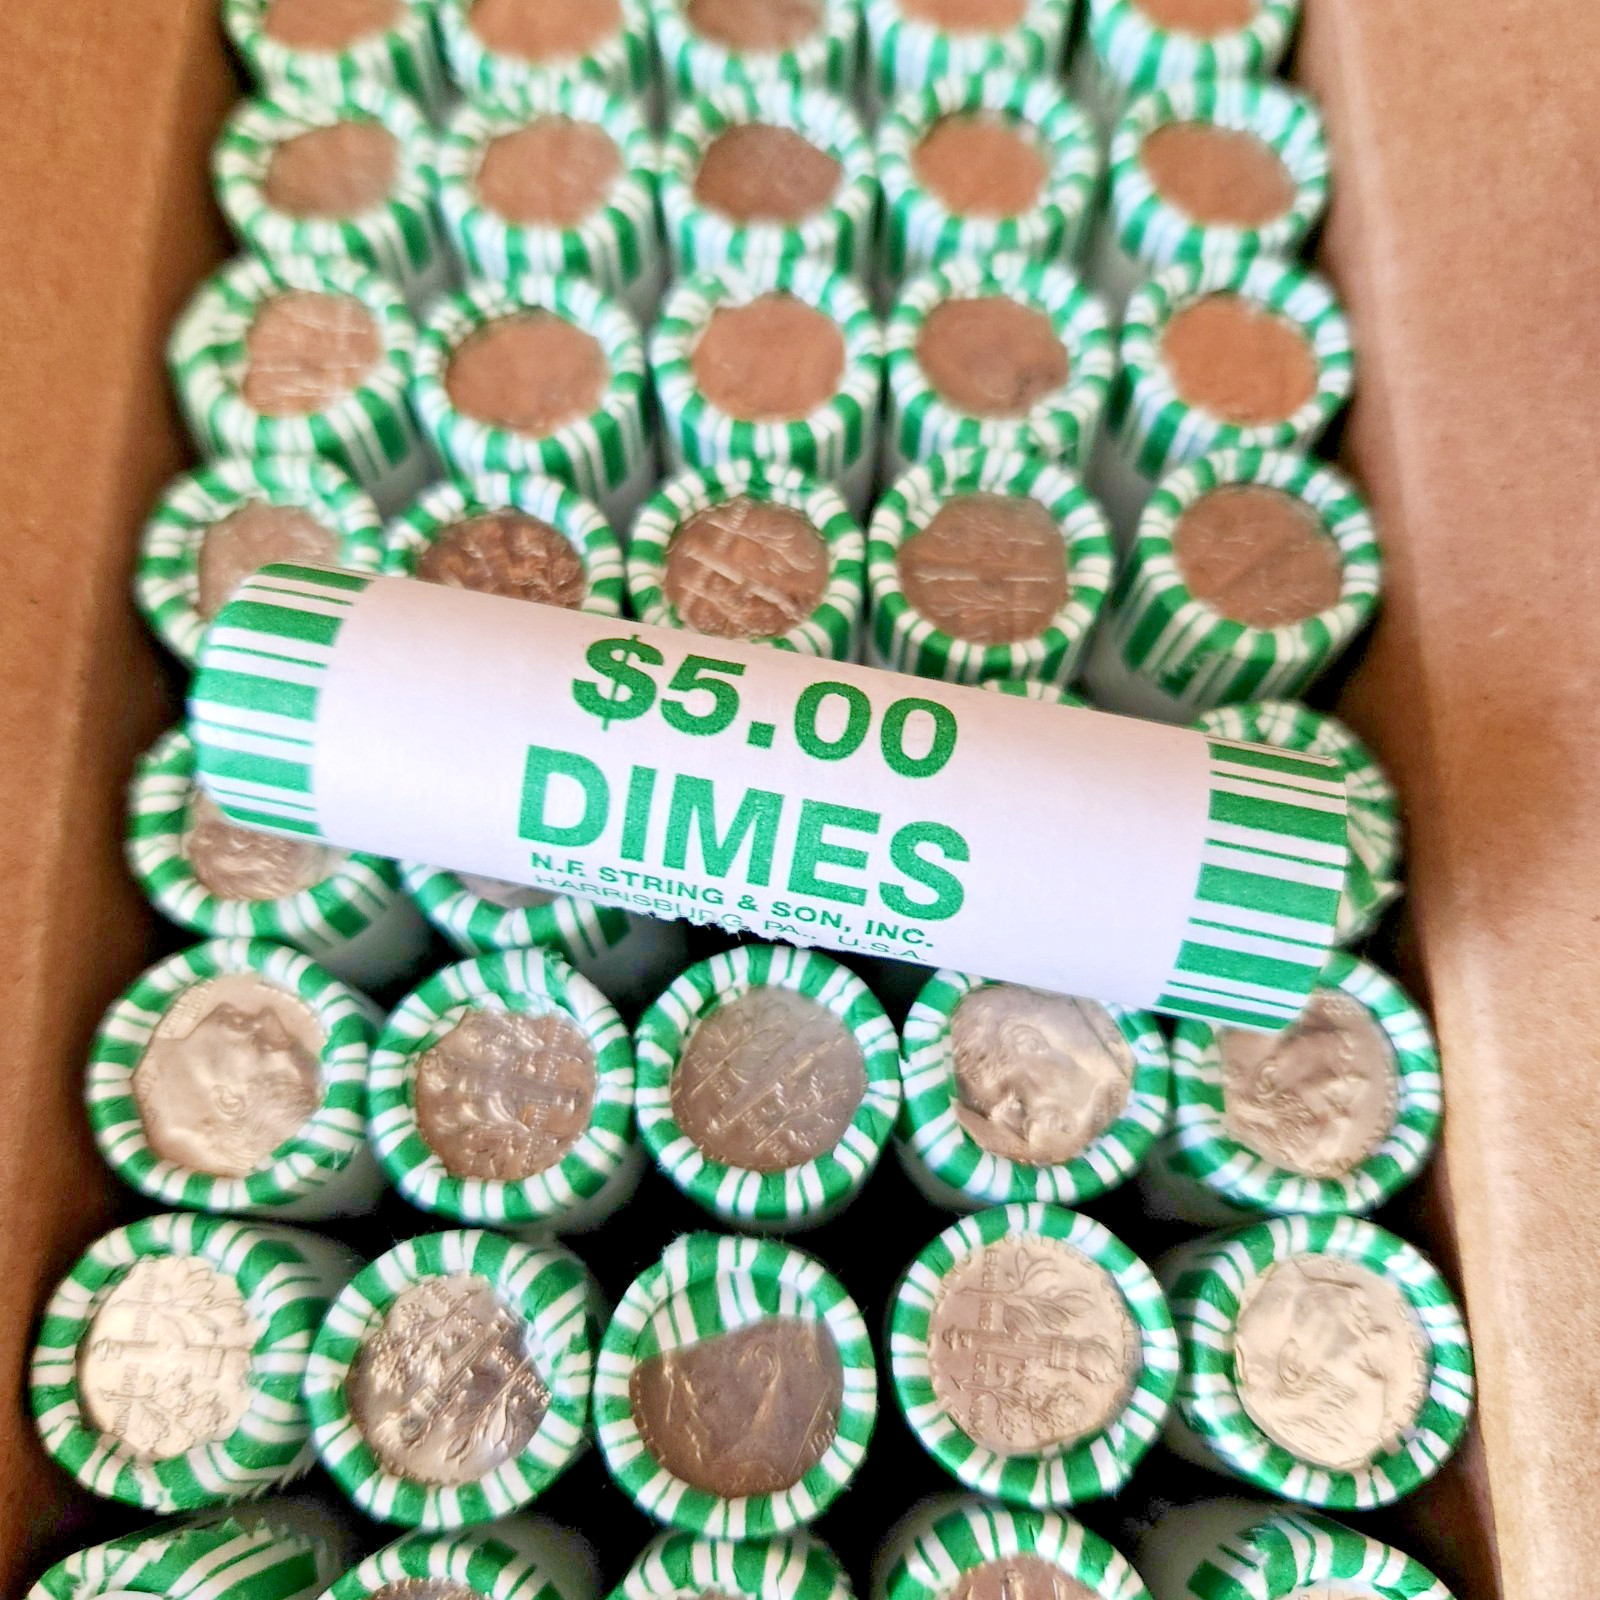 $5.00
DIMES
N.F. STRING & SON, INC.
HARRISBURG, PA., U.S.A.